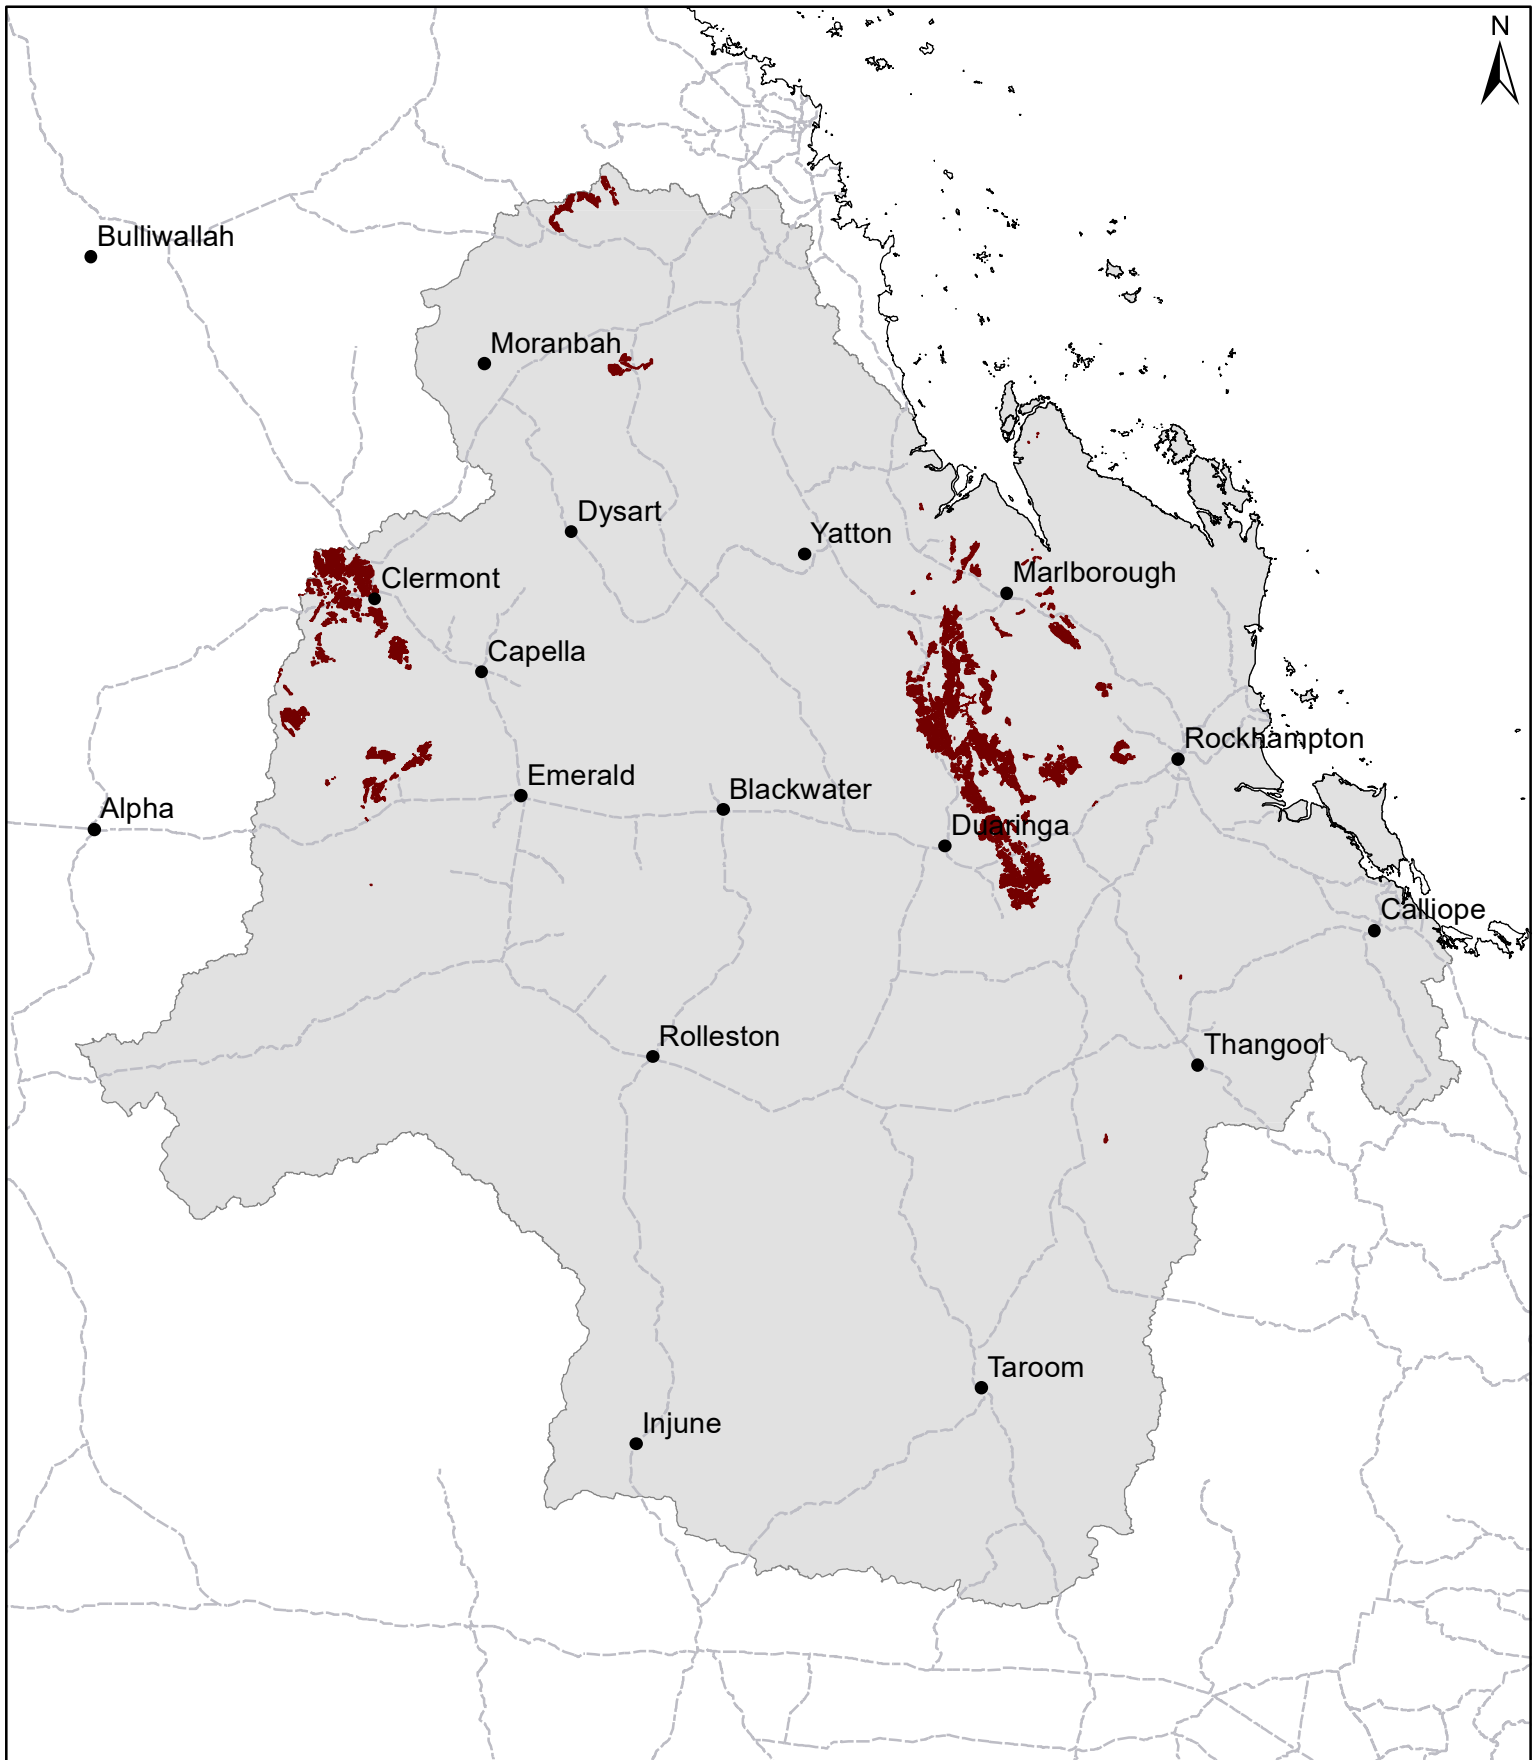 N
Bulliwallah
Moranbah
Dysart
Yatton
Clermont
Marlborough
Capella
Rockhampton
Emerald
Blackwater
Alpha
Duaringa
Calliope
Rolleston
Thangool
Taroom
Injune